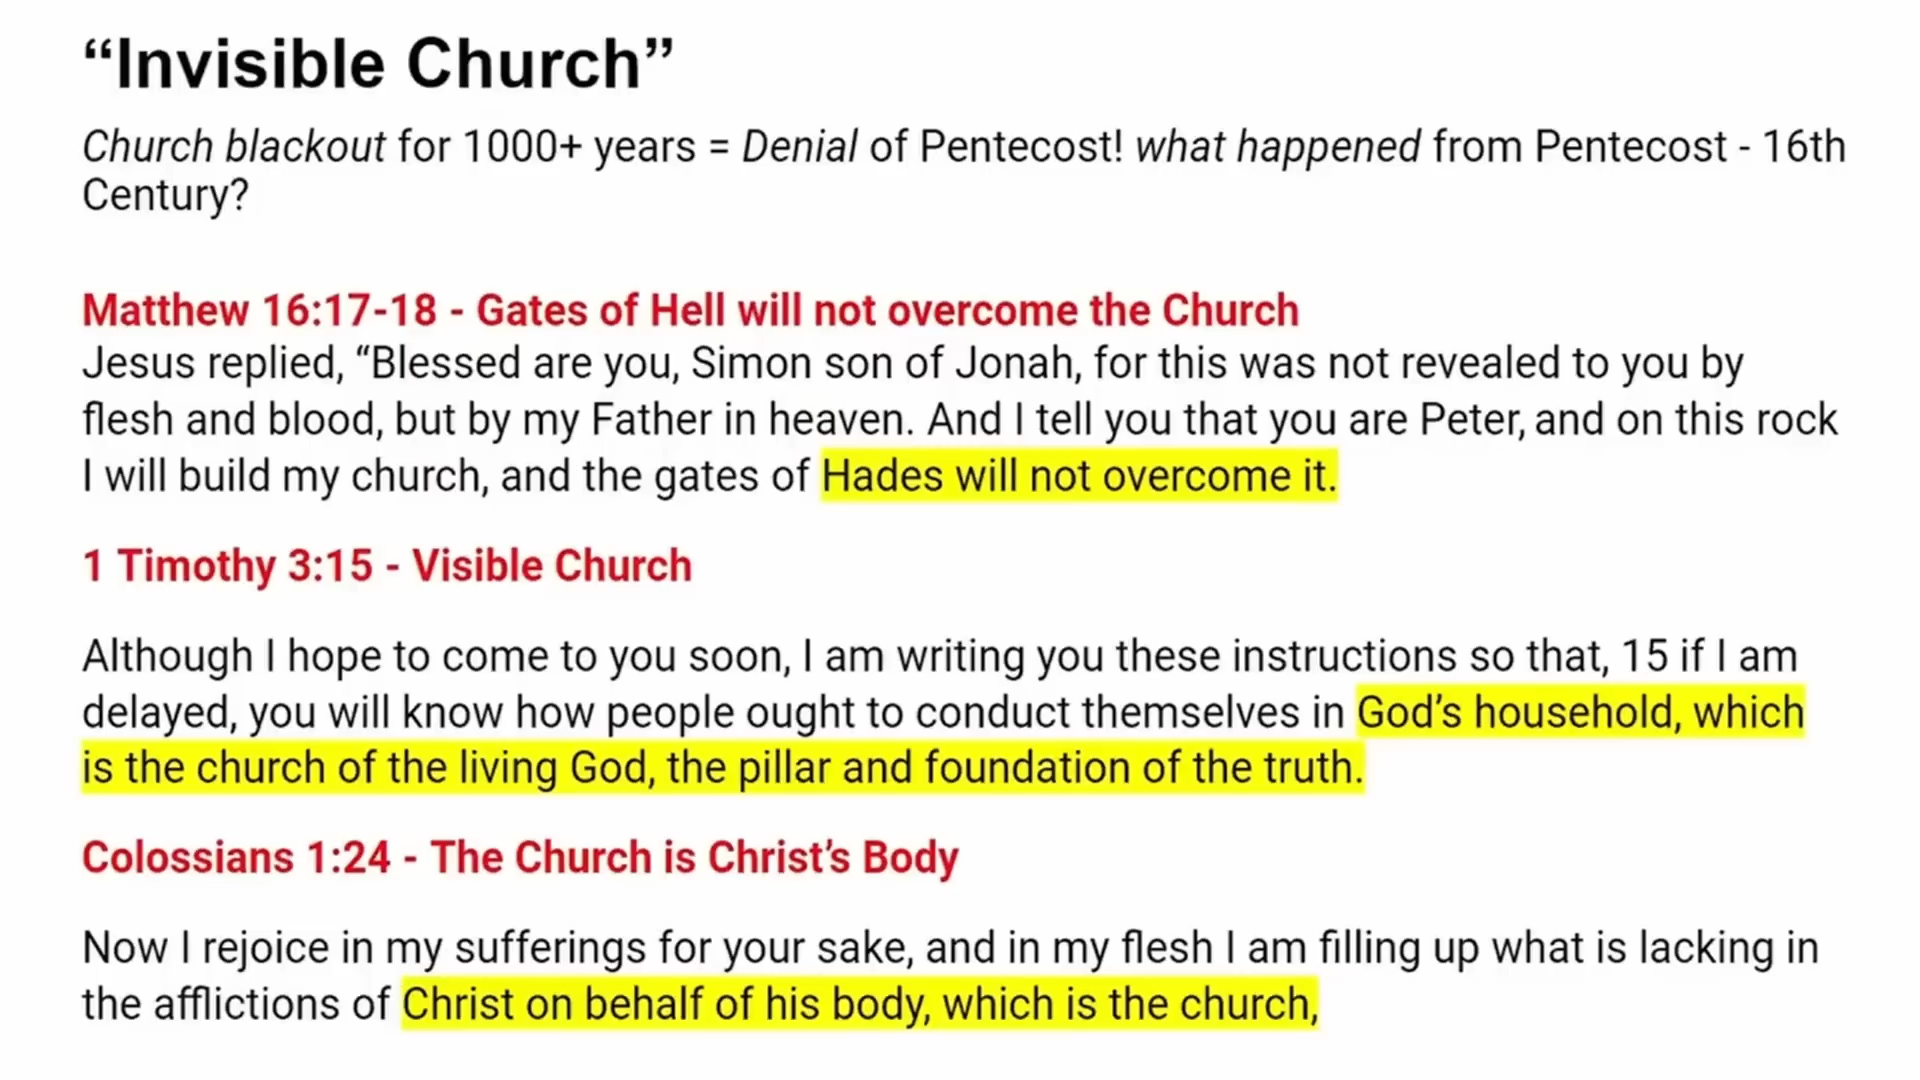 “Invisible Church”
Church blackout for 1000+ years = Denial of Pentecost! what happened from Pentecost - 16th
Century?
Matthew 16:17-18 - Gates of Hell will not overcome the Church
Jesus replied, “Blessed are you, Simon son of Jonah, for this was not revealed to you by
flesh and blood, but by my Father in heaven. And I tell you that you are Peter, and on this rock
I will build my church, and the gates of Hades will not overcome it.
1 Timothy 3:15 - Visible Church
Although I hope to come to you soon, I am writing you these instructions so that, 15 if I am
delayed, you will know how people ought to conduct themselves in God’s household, which
is the church of the living God, the pillar and foundation of the truth.
Colossians 1:24 - The Church is Christ’s Body
Now I rejoice in my sufferings for your sake, and in my flesh I am filling up what is lacking in
the afflictions of Christ on behalf of his body, which is the church,